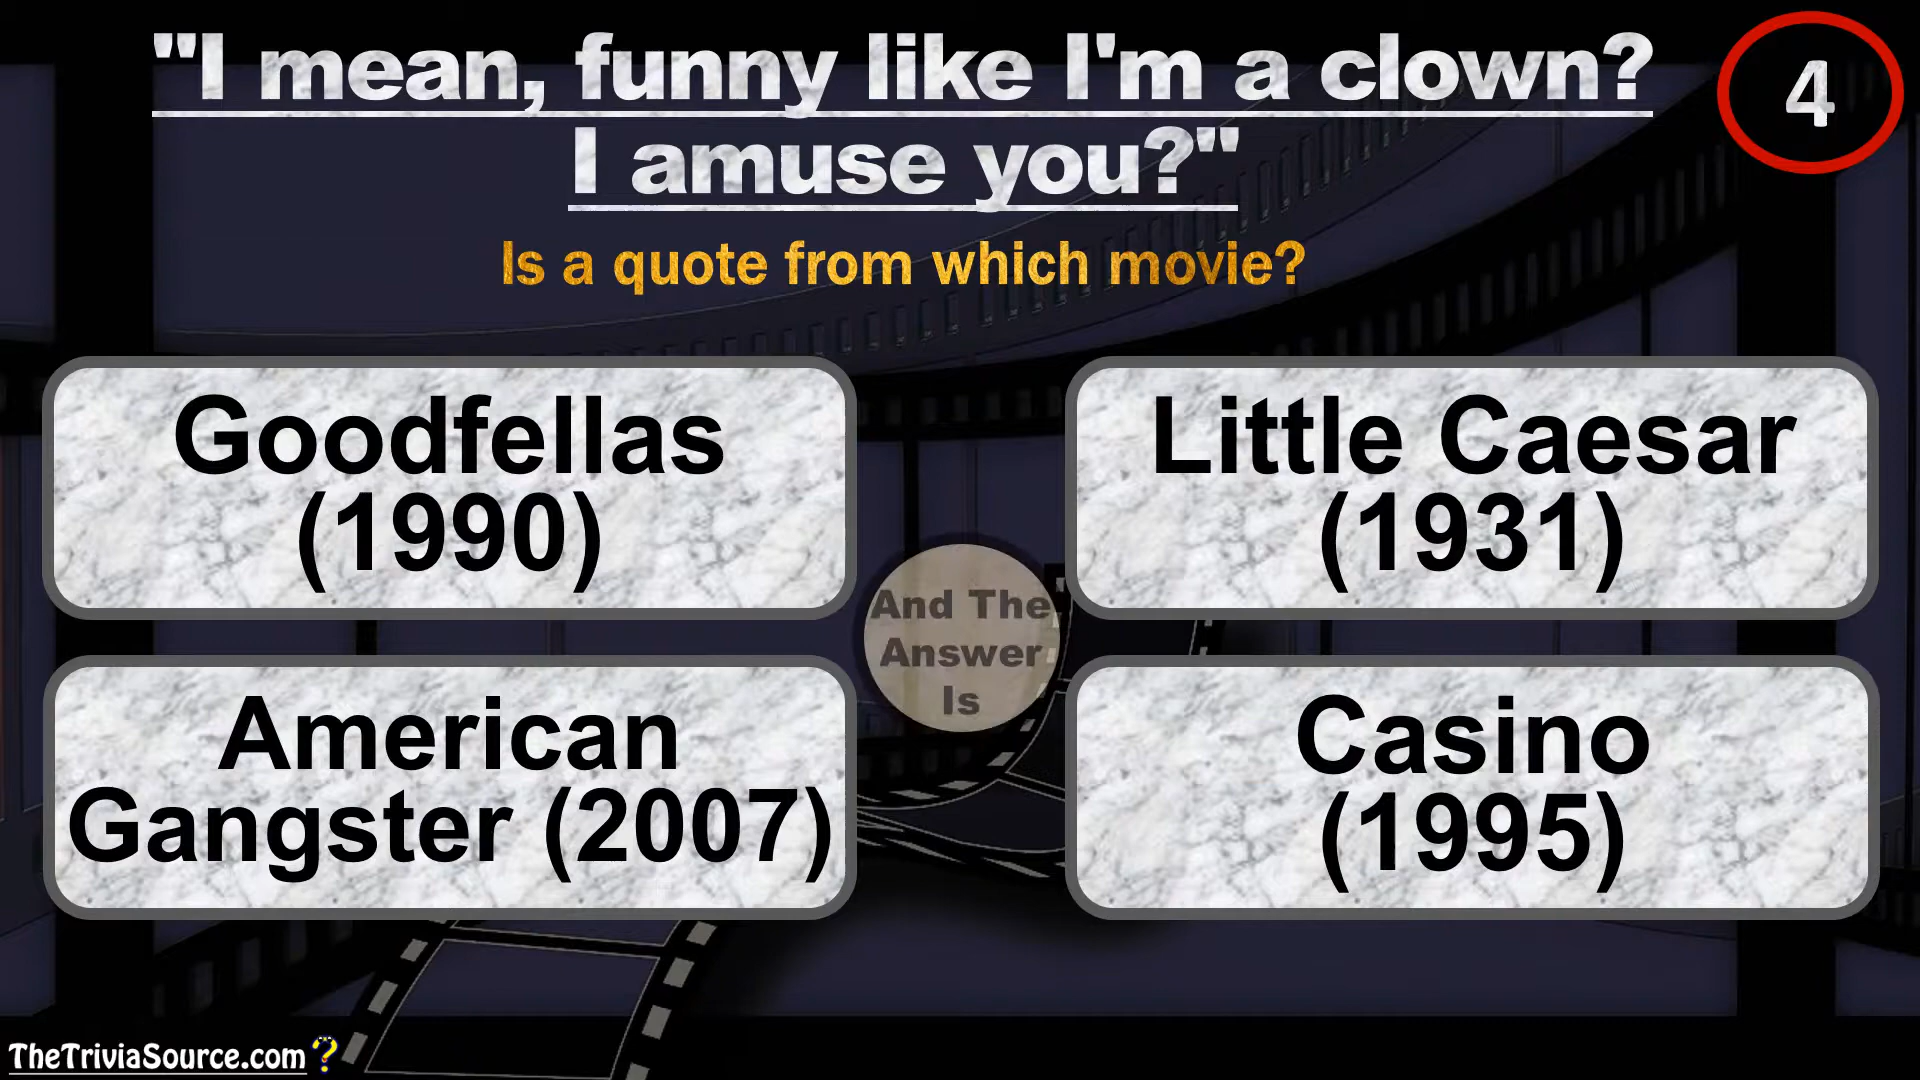 "I mean, funny like I'm a clown?
I amuse you?"
4
Is a quote from which movie?
Goodfellas
(1990)
Little Caesar
(1931)
And The
Answer
Is
American
Gangster (2007)
Casino
(1995)
TheTriviaSource.com?